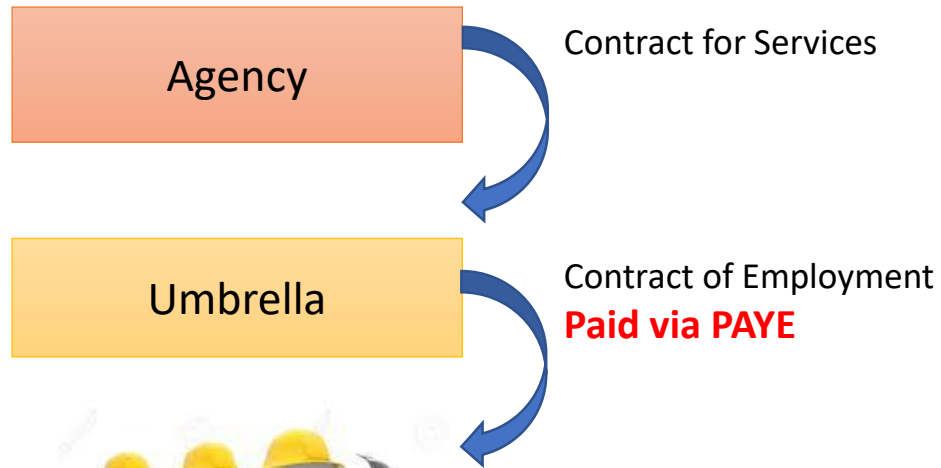 Agency
Contract for Services
Umbrella
Contract of Employment
Paid via PAYE